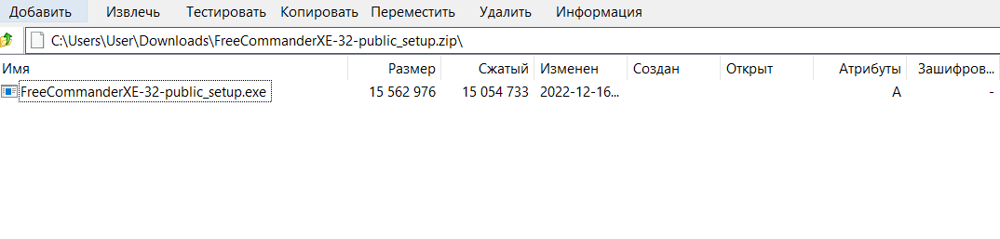 Добавить Извлечь Тестировать Копировать Переместить Удалить Информация
C:\Users\User\Downloads\FreeCommanderXE-32-public_setup.zip\
Имя Размер Сжатый Изменен Создан Открыт Атрибуты Зашифров...
FreeCommanderXE-32-public_setup.exe 15 562 976 15 054 733 2022-12-16... A -